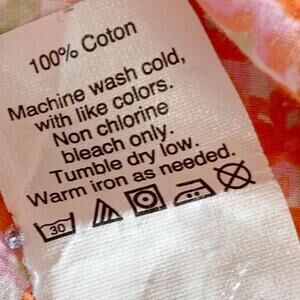 100% Coton
Machine wash cold,
with like colors.
Non chlorine
bleach only.
Tumble dry low.
Warm iron as needed.
30